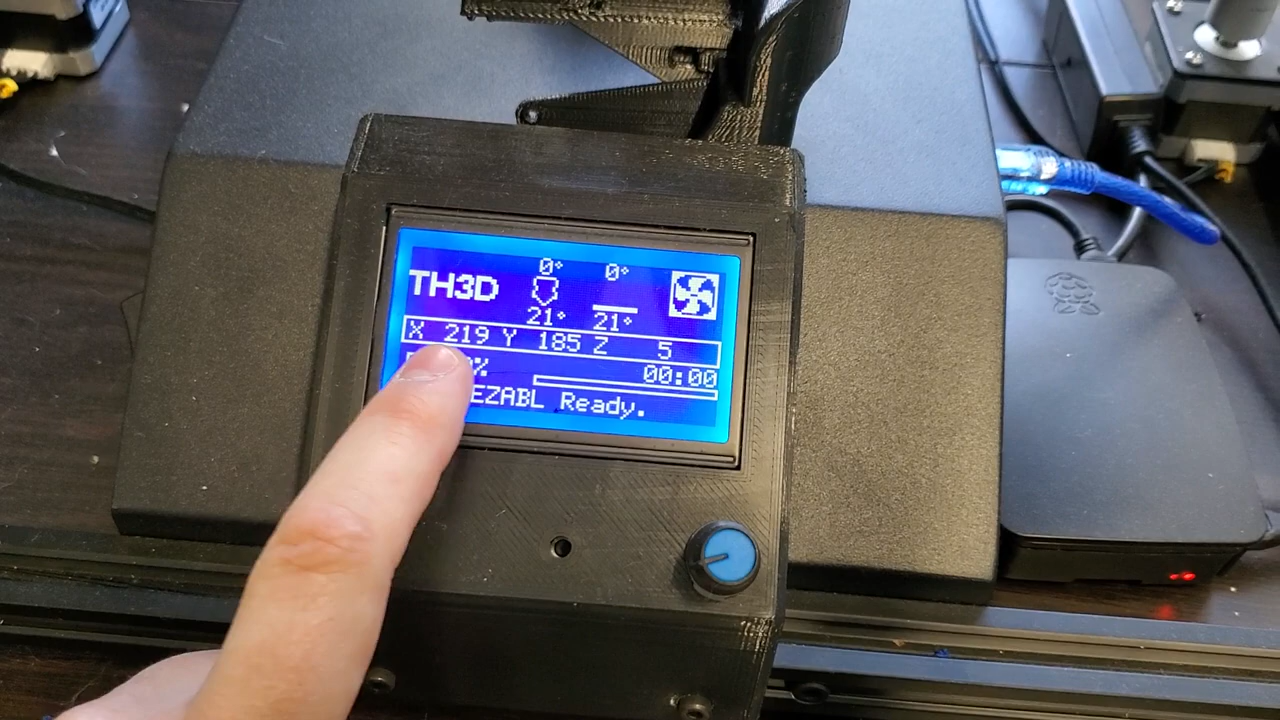 0° 0°
TH3D
21° 21°
X 219 Y 185 Z 5
% 00:00
EZABL Ready.